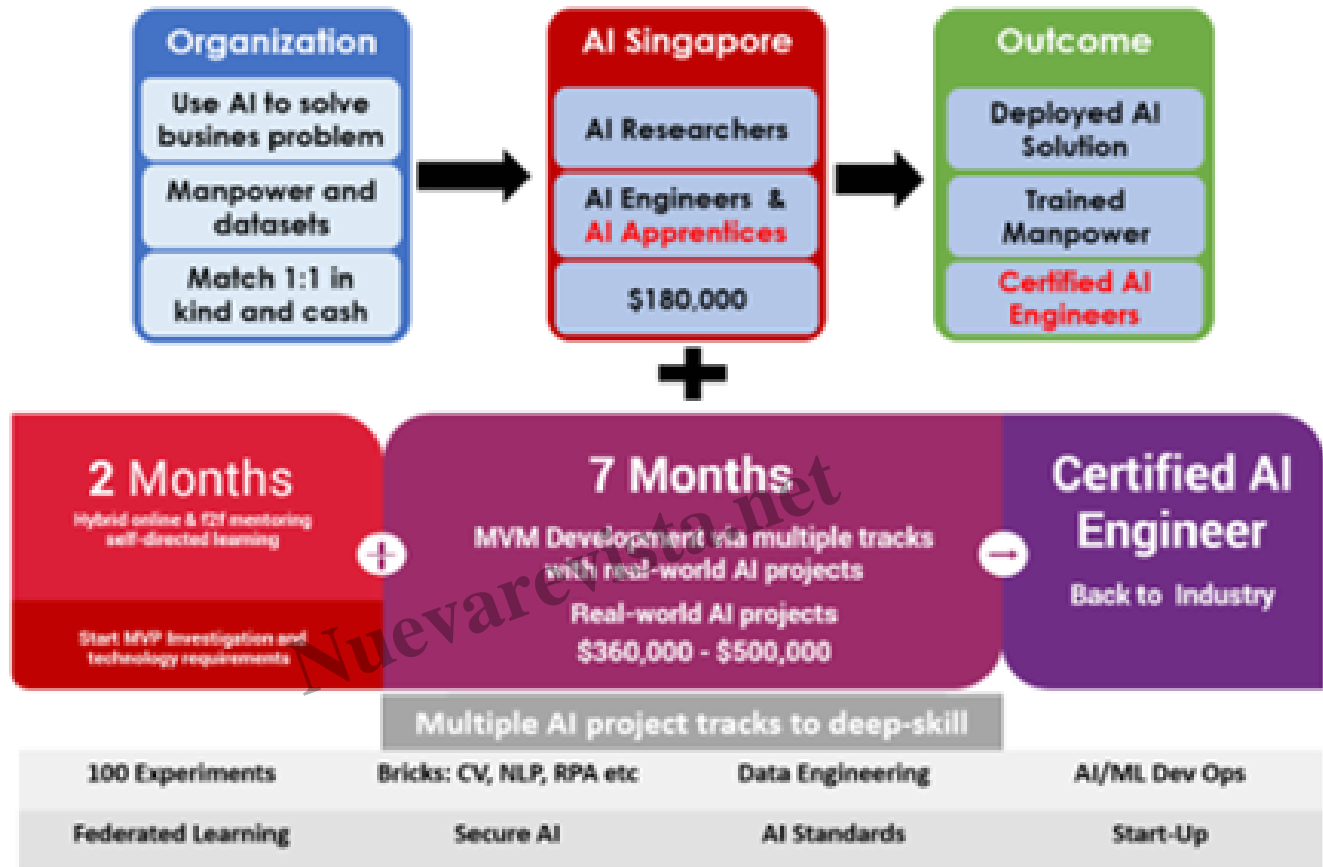 Organization
Use AI to solve
busines problem
Manpower and
datasets
Match 1:1 in
kind and cash
AI Singapore
AI Researchers
AI Engineers &
AI Apprentices
$180,000
Outcome
Deployed AI
Solution
Trained
Manpower
Certified AI
Engineers
2 Months
Hybrid online & f2f mentoring
self-directed learning
Start MVP Investigation and
technology requirements
7 Months
MVM Development via multiple tracks
with real-world AI projects
Real-world AI projects
$360,000 - $500,000
Certified AI
Engineer
Back to Industry
Nuevarevista.net
Multiple AI project tracks to deep-skill
100 Experiments
Bricks: CV, NLP, RPA etc
Data Engineering
AI/ML Dev Ops
Federated Learning
Secure AI
AI Standards
Start-Up